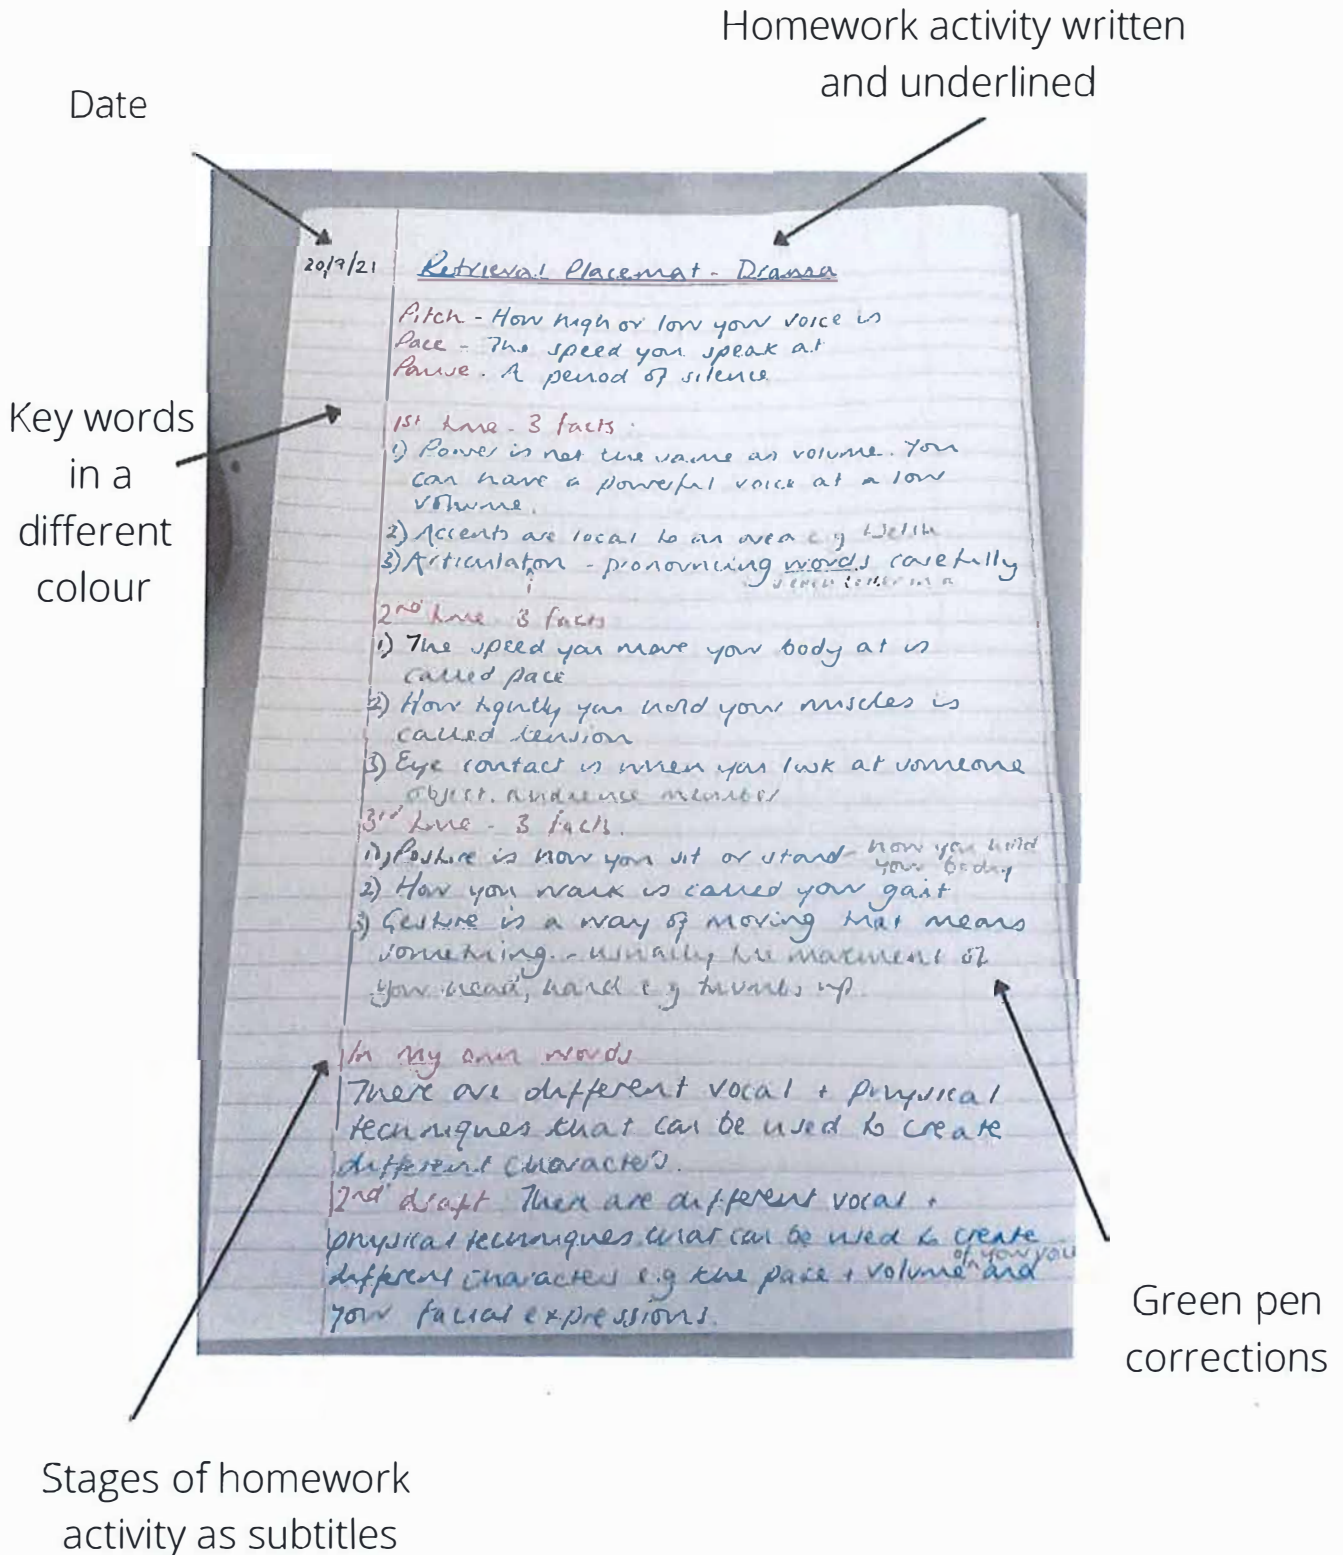 Homework activity written
and underlined
Date
20/9/21 Retrieval Placemat - Drama
Pitch - How high or low your voice is
Pace - The speed you speak at
Pause - A period of silence
Key words
in a
different
colour
1st time - 3 facts
1) Power is not the same as volume. You
can have a powerful voice at a low
volume.
2) Accents are local to an area e.g Welsh
3) Articulaton - pronouncing words carefully
i each letter in a
2nd time 3 facts
1) The speed you move your body at is
called pace
2) How tightly you hold your muscles is
called tension
3) Eye contact is when you look at someone
object, audience member
3rd time - 3 facts.
1) Posture is how you sit or stand - how you hold
your body
2) How you walk is called your gait
3) Gesture is a way of moving that means
something. - usually the movement of
your head, hand e.g thumbs up.
In my own words
There are different vocal + physical
techniques that can be used to create
different characters.
2nd draft There are different vocal +
physical techniques that can be used to create
of how you
different characters e.g the pace + volume ^ and
your facial expressions.
Green pen
corrections
Stages of homework
activity as subtitles